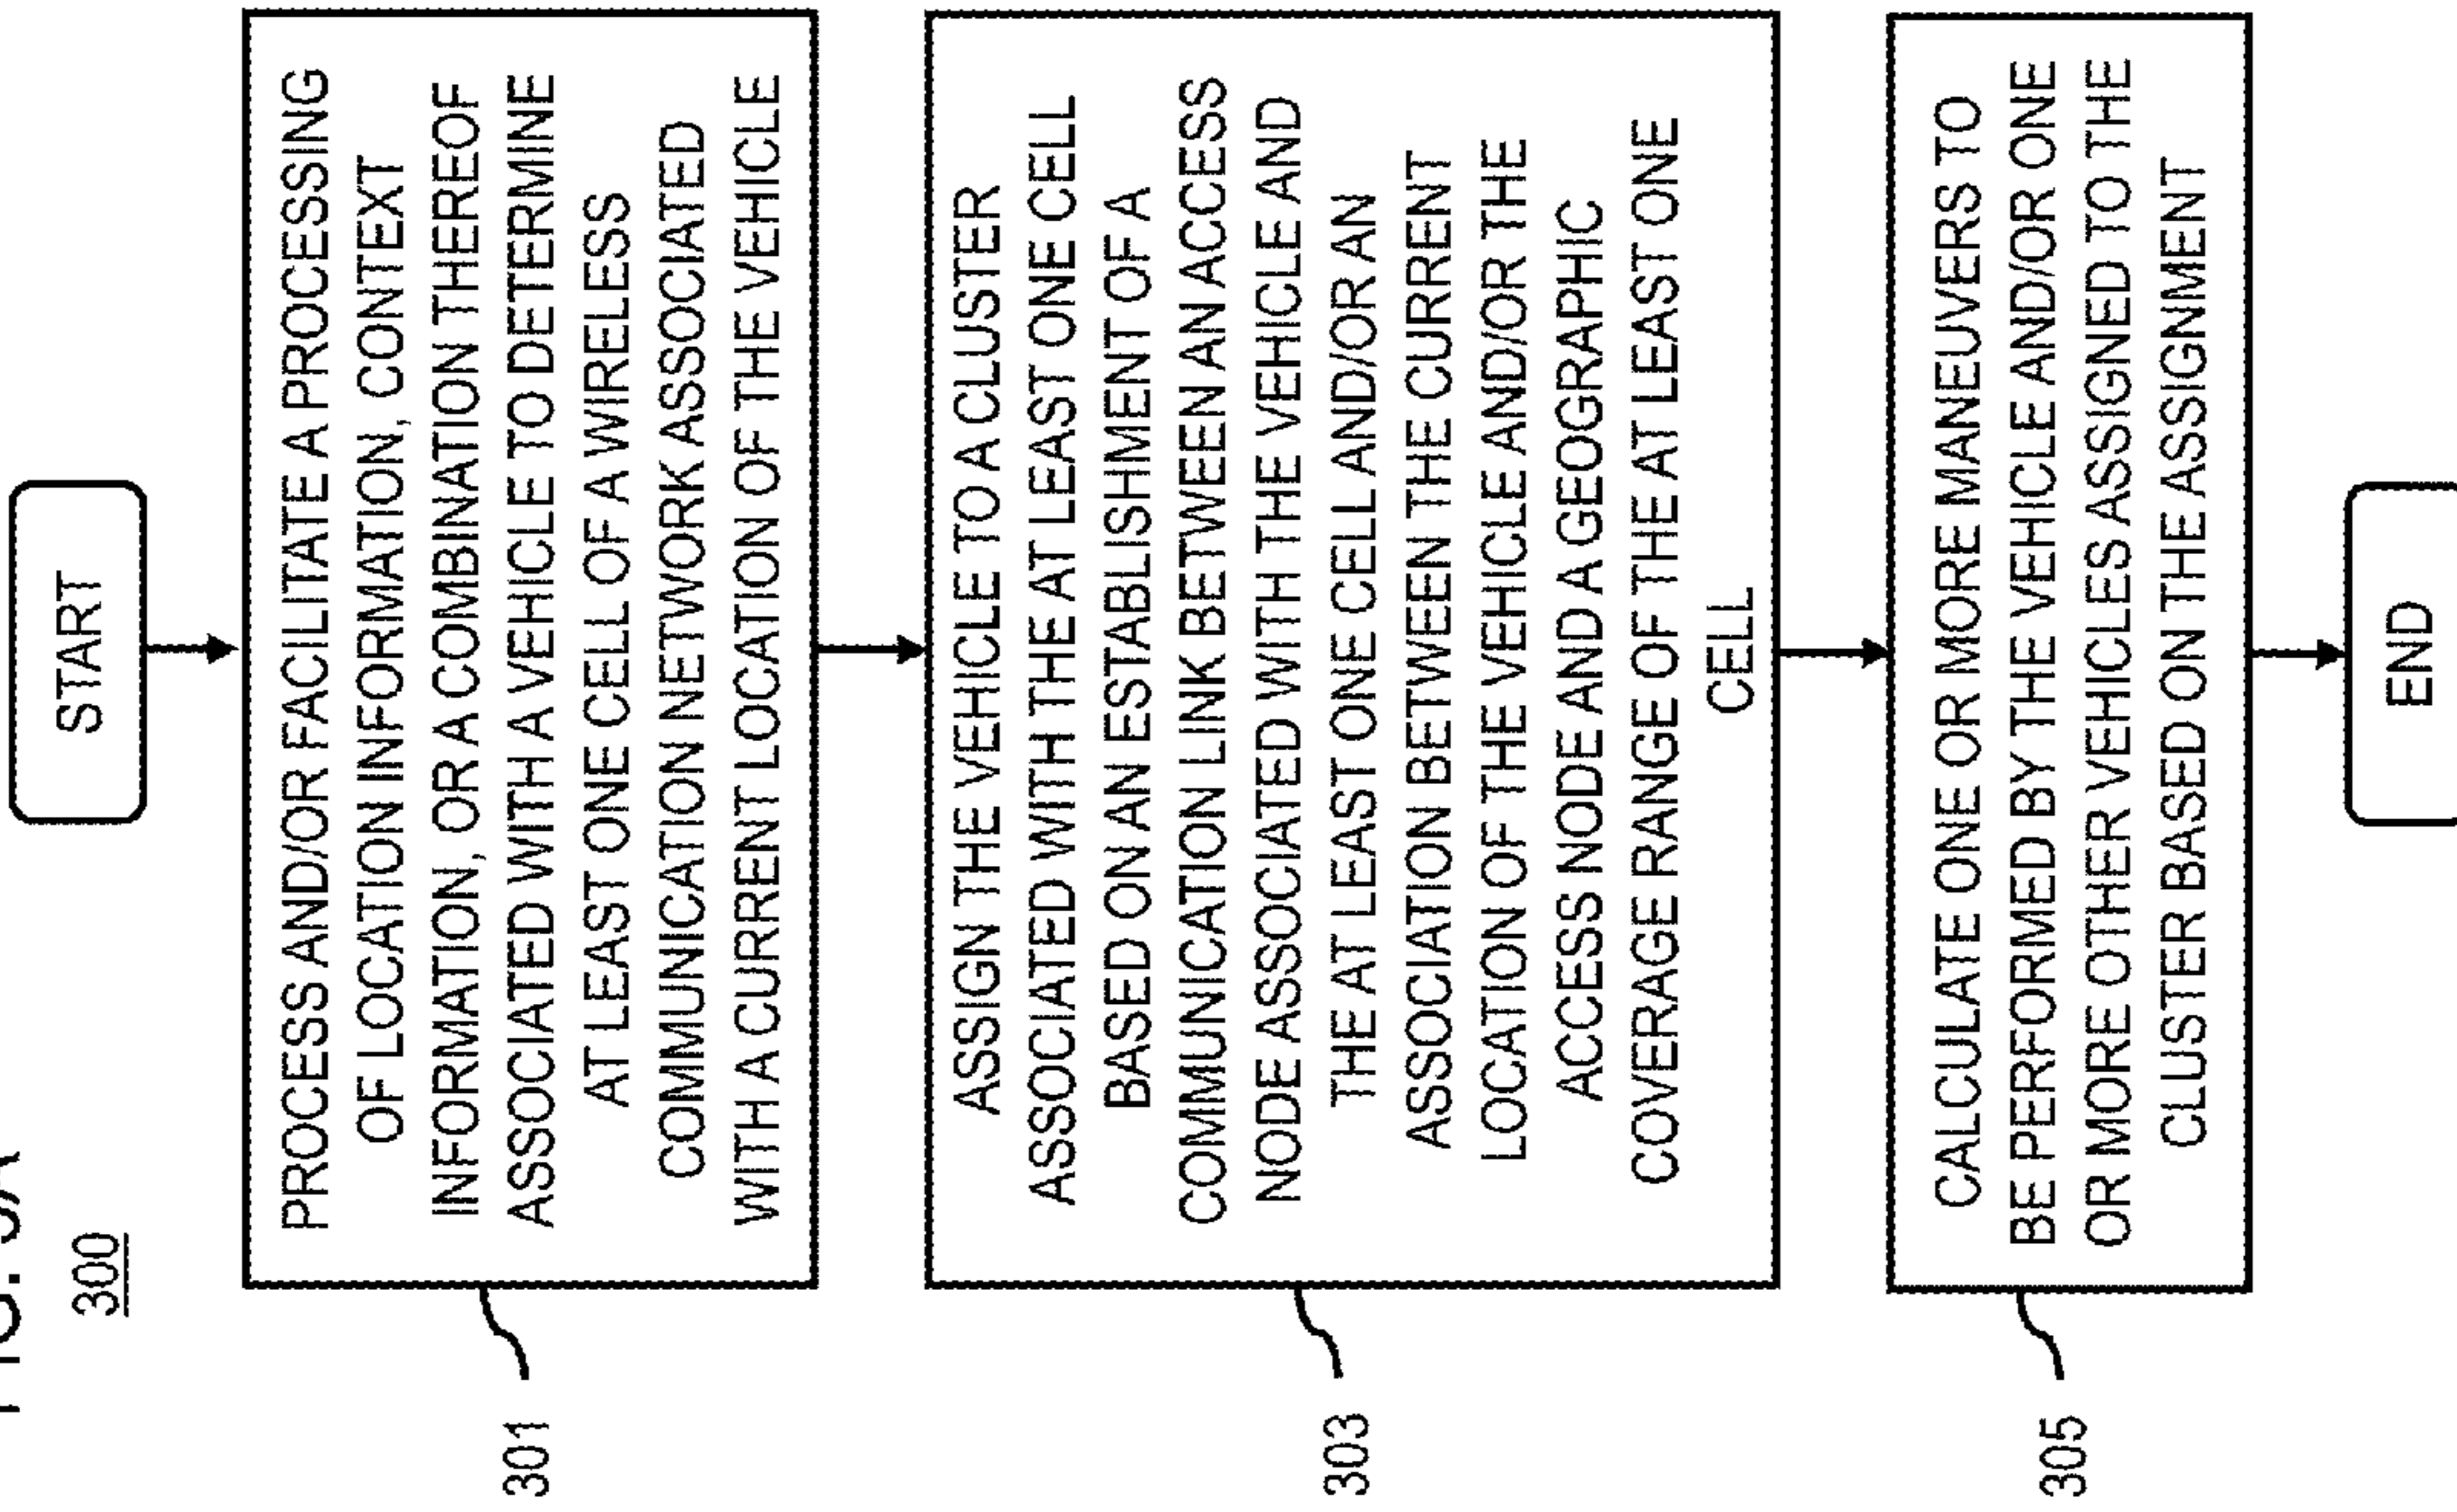 300
START
301
PROCESS AND/OR FACILITATE A PROCESSING
OF LOCATION INFORMATION, CONTEXT
INFORMATION, OR A COMBINATION THEREOF
ASSOCIATED WITH A VEHICLE TO DETERMINE
AT LEAST ONE CELL OF A WIRELESS
COMMUNICATION NETWORK ASSOCIATED
WITH A CURRENT LOCATION OF THE VEHICLE
303
ASSIGN THE VEHICLE TO A CLUSTER
ASSOCIATED WITH THE AT LEAST ONE CELL
BASED ON AN ESTABLISHMENT OF A
COMMUNICATION LINK BETWEEN AN ACCESS
NODE ASSOCIATED WITH THE VEHICLE AND
THE AT LEAST ONE CELL AND/OR AN
ASSOCIATION BETWEEN THE CURRENT
LOCATION OF THE VEHICLE AND/OR THE
ACCESS NODE AND A GEOGRAPHIC
COVERAGE RANGE OF THE AT LEAST ONE
CELL
305
CALCULATE ONE OR MORE MANEUVERS TO
BE PERFORMED BY THE VEHICLE AND/OR ONE
OR MORE OTHER VEHICLES ASSIGNED TO THE
CLUSTER BASED ON THE ASSIGNMENT
END